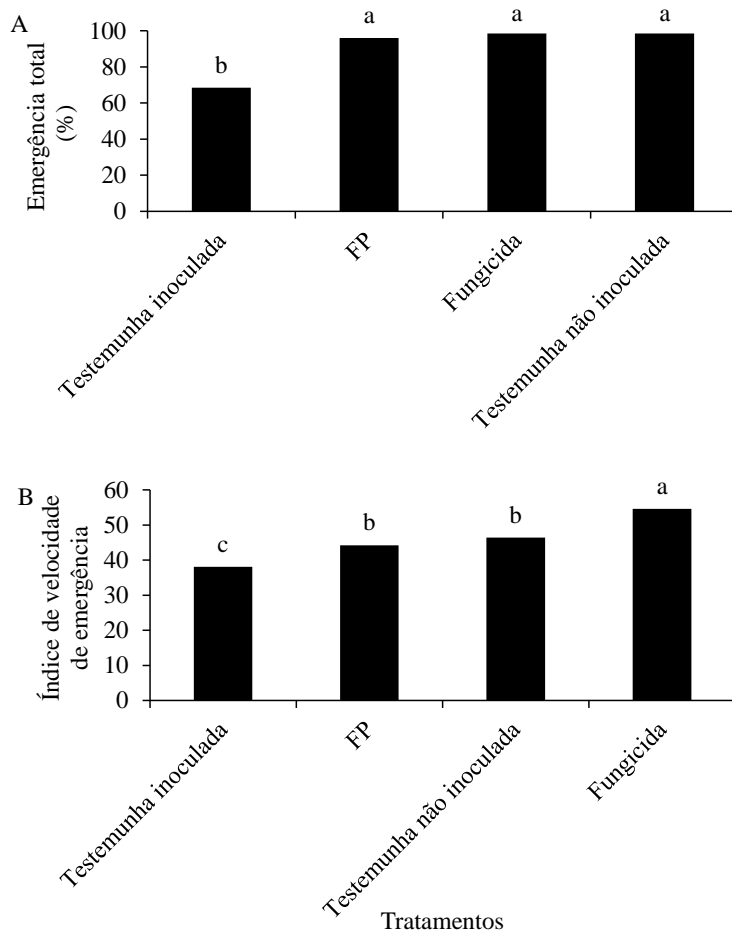 A
Emergência total
(%)
100
80
60
40
20
0
b
a
a
a
Testemunha inoculada
FP
Fungicida
Testemunha não inoculada
B
Índice de velocidade
de emergência
60
50
40
30
20
10
0
c
b
b
a
Testemunha inoculada
FP
Testemunha não inoculada
Fungicida
Tratamentos